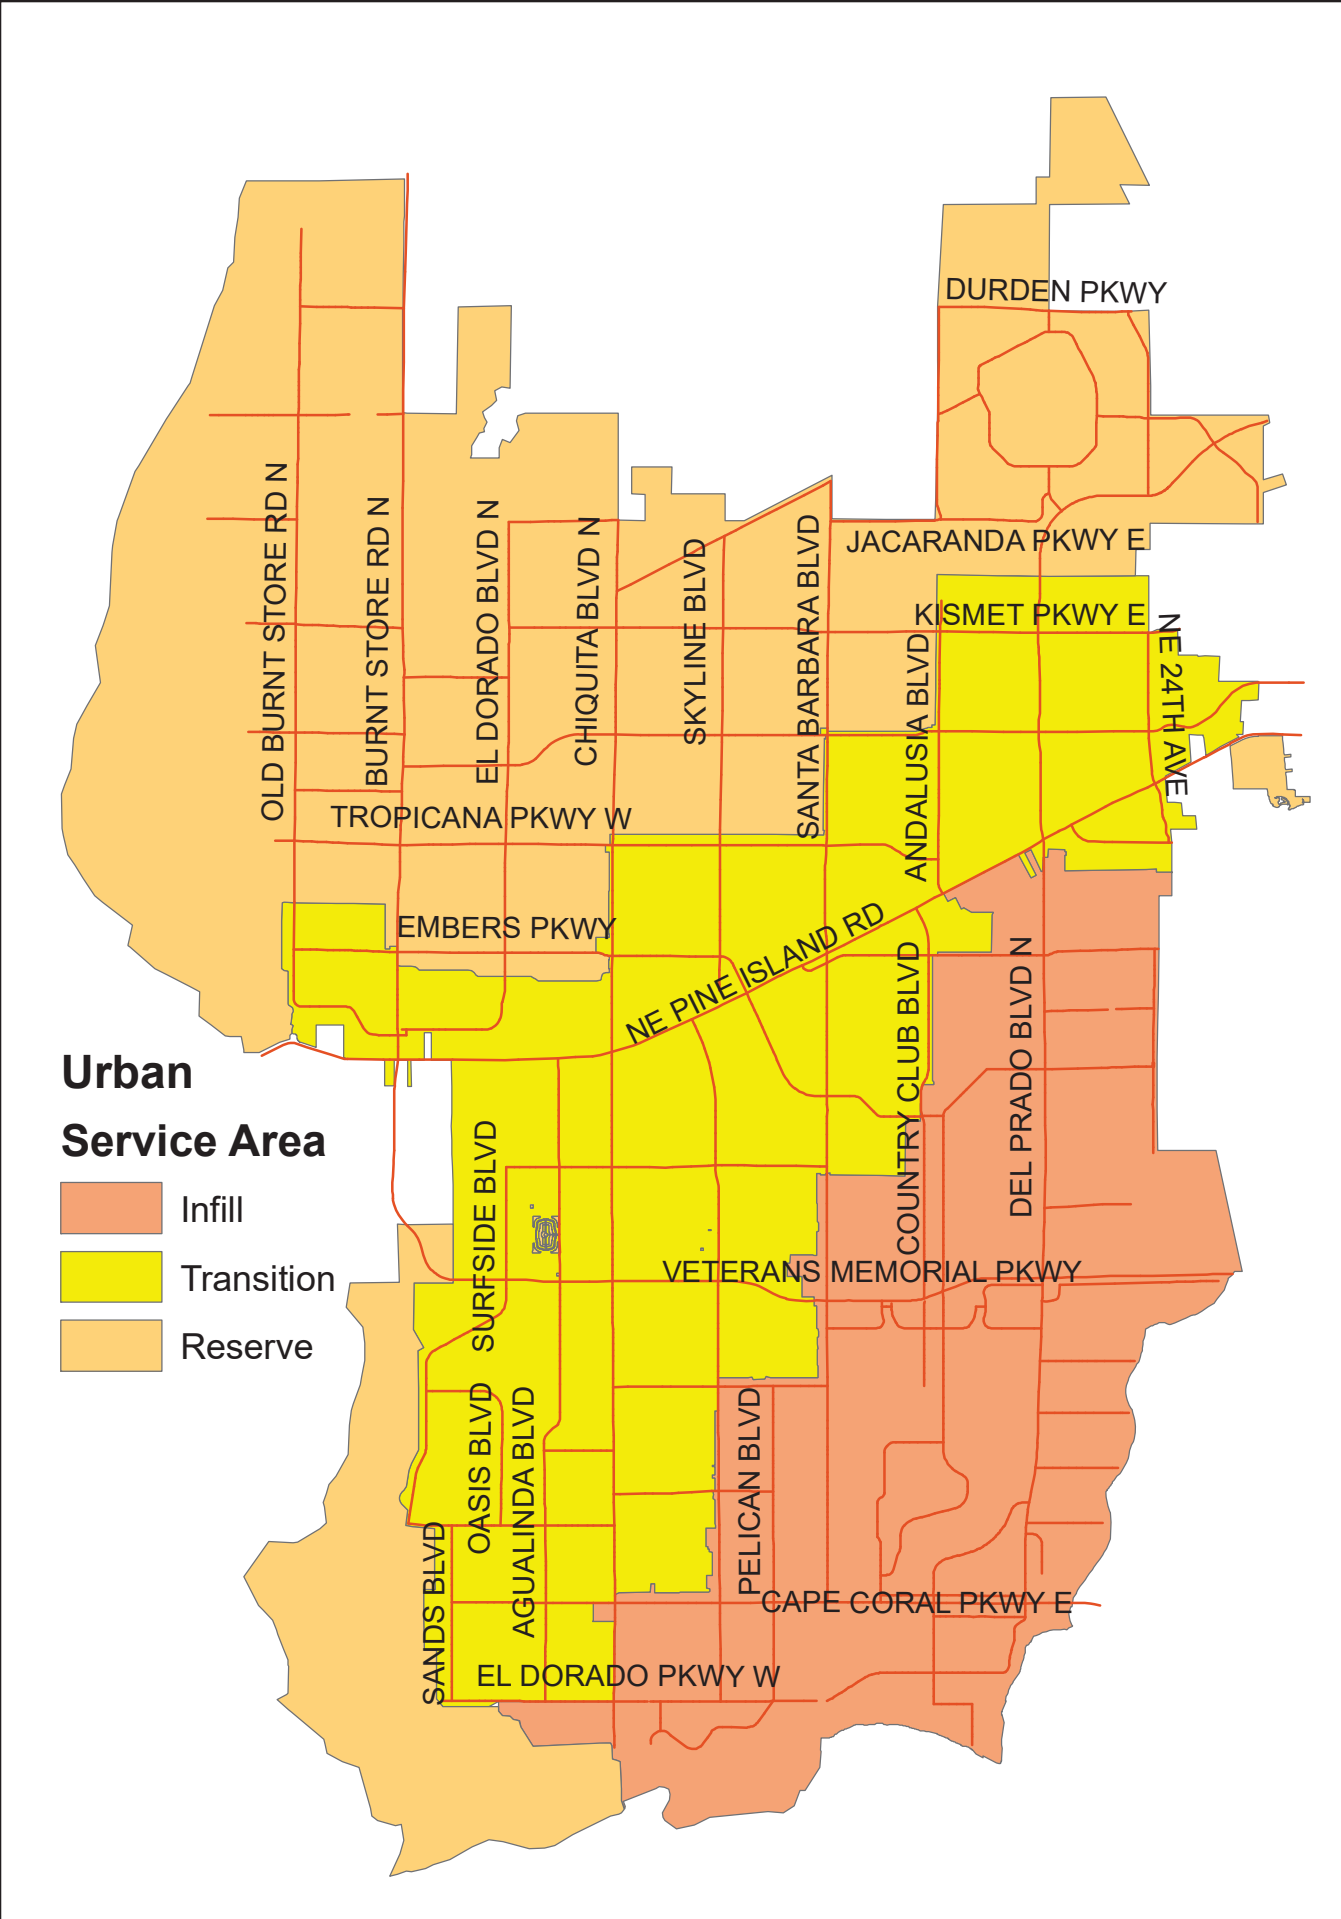 DURDEN PKWY
JACARANDA PKWY E
KISMET PKWY E
OLD BURNT STORE RD N
BURNT STORE RD N
EL DORADO BLVD N
CHIQUITA BLVD N
SKYLINE BLVD
SANTA BARBARA BLVD
ANDALUSIA BLVD
NE 24TH AVE
TROPICANA PKWY W
EMBERS PKWY
NE PINE ISLAND RD
COUNTRY CLUB BLVD
DEL PRADO BLVD N
Urban
Service Area
Infill
Transition
Reserve
SURFSIDE BLVD
VETERANS MEMORIAL PKWY
OASIS BLVD
AGUALINDA BLVD
PELICAN BLVD
SANDS BLVD
CAPE CORAL PKWY E
EL DORADO PKWY W